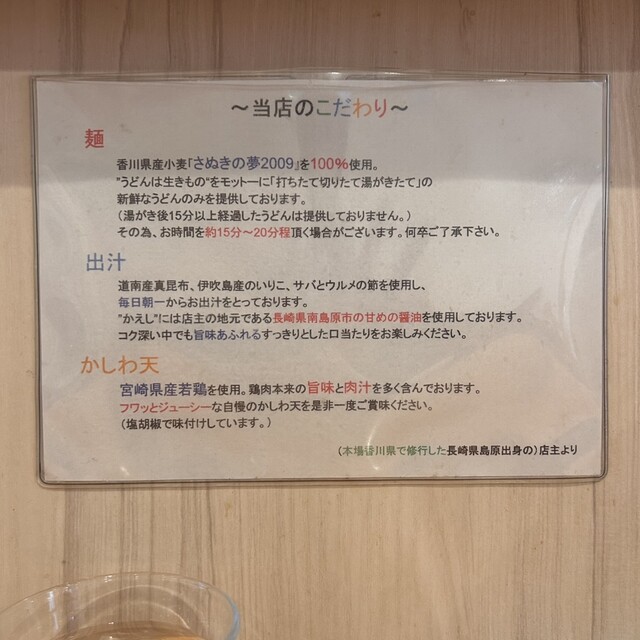 ～当店のこだわり～
麺
香川県産小麦「さぬきの夢2009」を100%使用。
"うどんは生きもの"をモットーに「打ちたて切りたて湯がきたて」の
新鮮なうどんのみを提供しております。
（湯がき後15分以上経過したうどんは提供しておりません。）
その為、お時間を約15分～20分程頂く場合がございます。何卒ご了承下さい。
出汁
道南産真昆布、伊吹島産のいりこ、サバとウルメの節を使用し、
毎日朝一からお出汁をとっております。
"かえし"には店主の地元である長崎県南島原市の甘めの醤油を使用しております。
コク深い中でも旨味あふれるすっきりとした口当たりをお楽しみください。
かしわ天
宮崎県産若鶏を使用。鶏肉本来の旨味と肉汁を多く含んでおります。
フワッとジューシーな自慢のかしわ天を是非一度ご賞味ください。
（塩胡椒で味付けしています。）
（本場香川県で修行した長崎県島原出身の）店主より